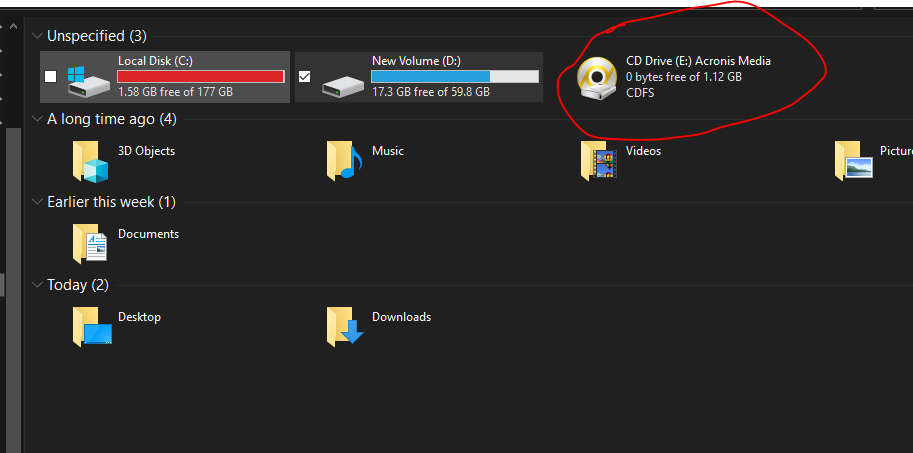 Unspecified (3)
Local Disk (C:)
1.58 GB free of 177 GB
New Volume (D:)
17.3 GB free of 59.8 GB
CD Drive (E:) Acronis Media
0 bytes free of 1.12 GB
CDFS
A long time ago (4)
3D Objects
Music
Videos
Pictur
Earlier this week (1)
Documents
Today (2)
Desktop
Downloads